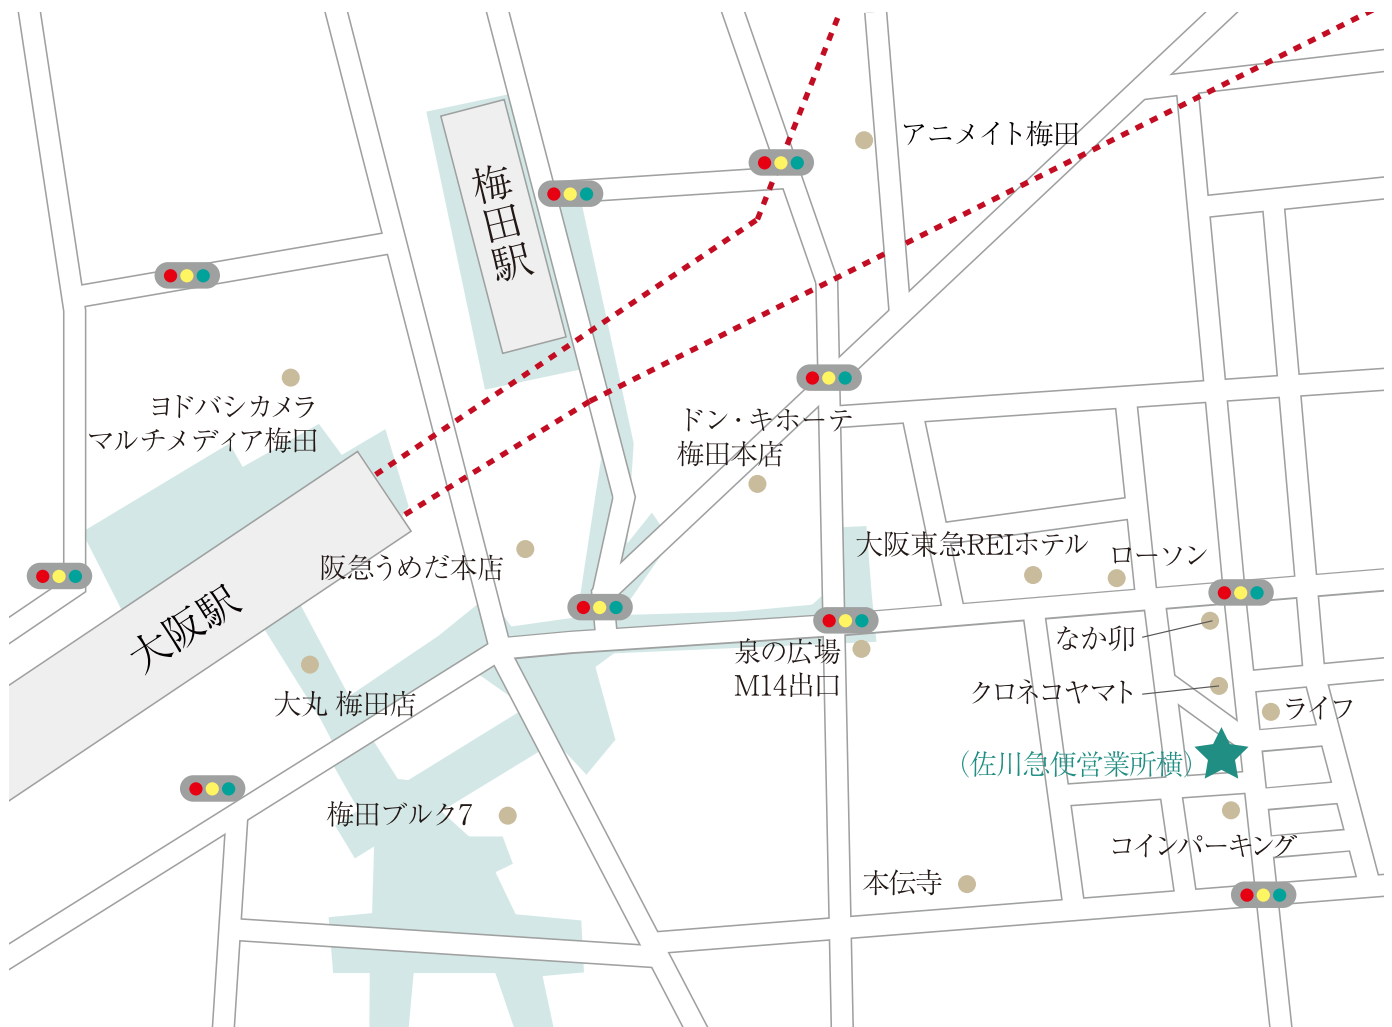 アニメイト梅田
梅田駅
ヨドバシカメラ
マルチメディア梅田
ドン・キホーテ
梅田本店
大阪東急REIホテル
ローソン
阪急うめだ本店
大阪駅
なか卯
泉の広場
M14出口
クロネコヤマト
大丸 梅田店
ライフ
（佐川急便営業所横）
梅田ブルク7
コインパーキング
本伝寺